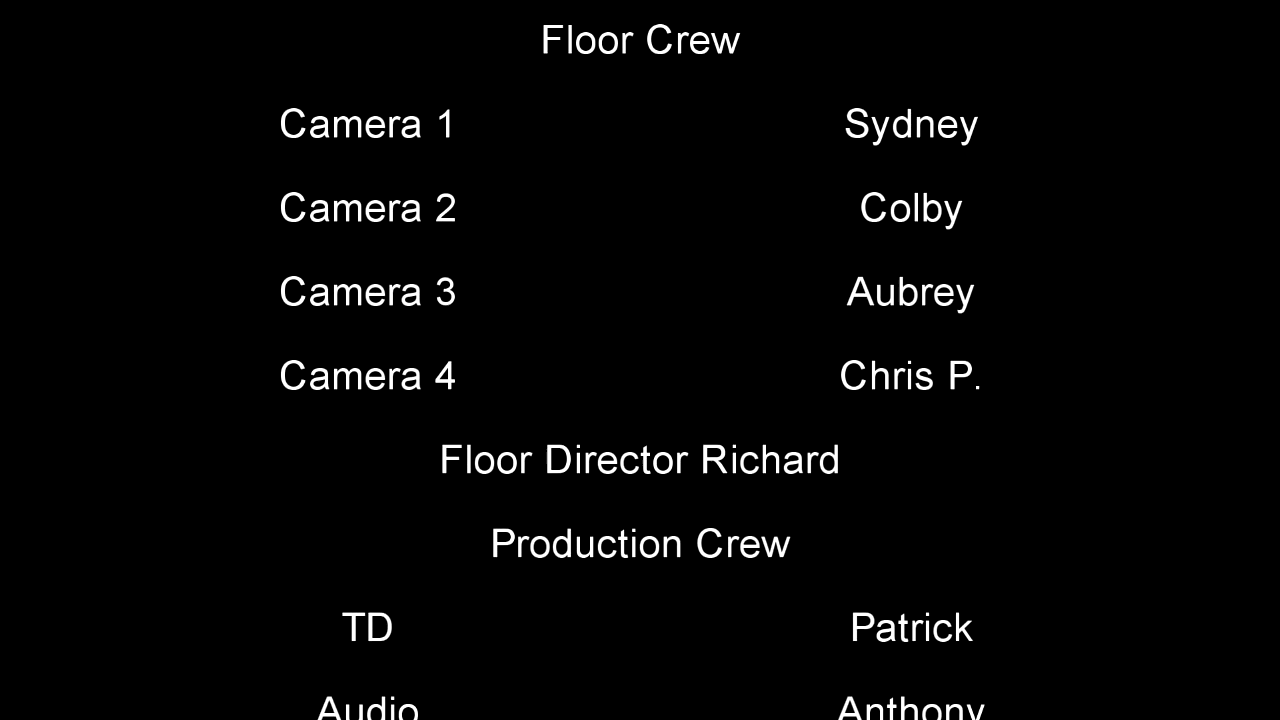 Floor Crew
Camera 1 Sydney
Camera 2 Colby
Camera 3 Aubrey
Camera 4 Chris P.
Floor Director Richard
Production Crew
TD Patrick
Audio Anthony